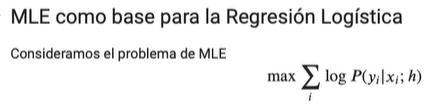 MLE como base para la Regresión Logística
Consideramos el problema de MLE
max ∑ log P(yᵢ|xᵢ; h)
i